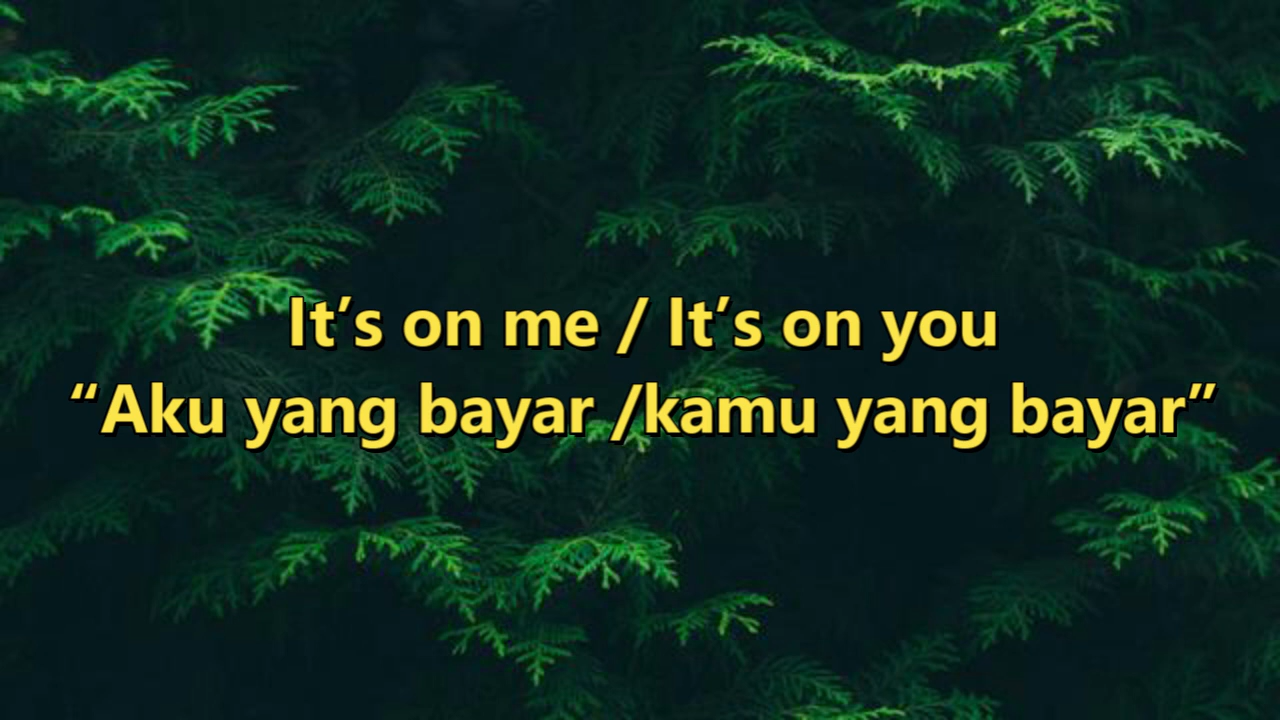 It’s on me / It’s on you
“Aku yang bayar /kamu yang bayar”